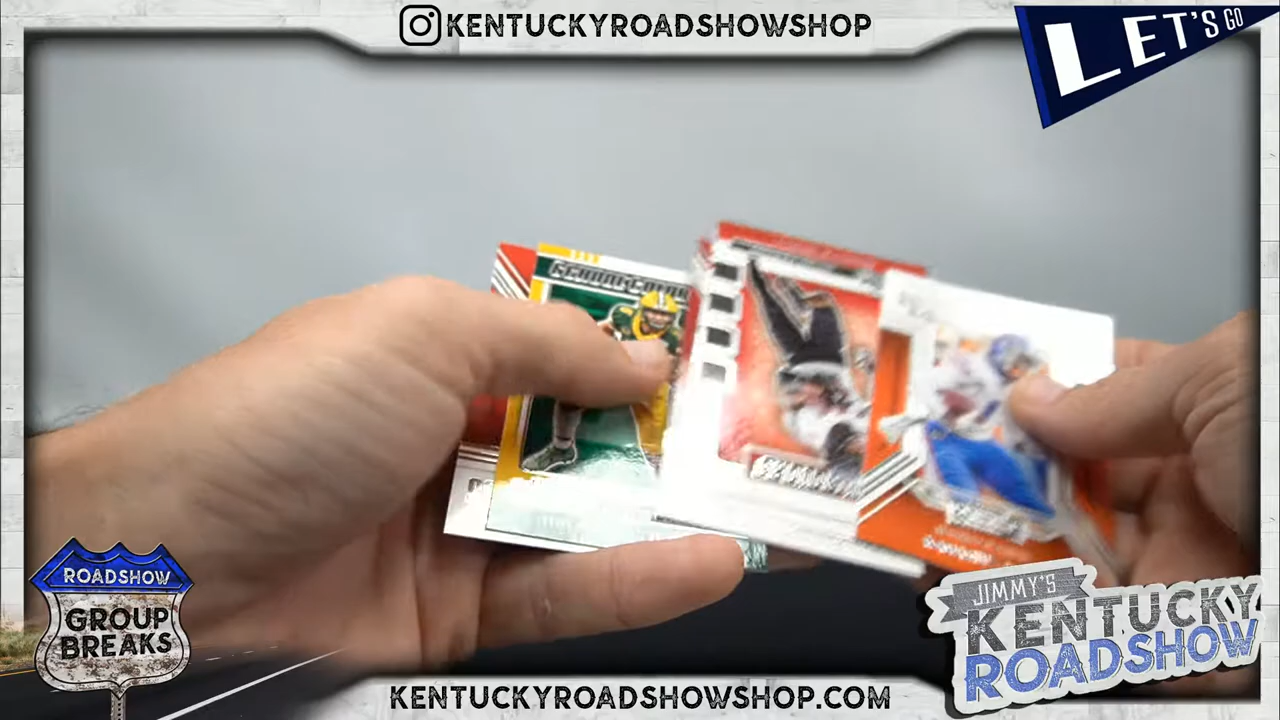 KENTUCKYROADSHOWSHOP
LET'S GO
ROADSHOW
GROUP
BREAKS
JIMMY'S
KENTUCKY
ROADSHOW
KENTUCKYROADSHOWSHOP.COM